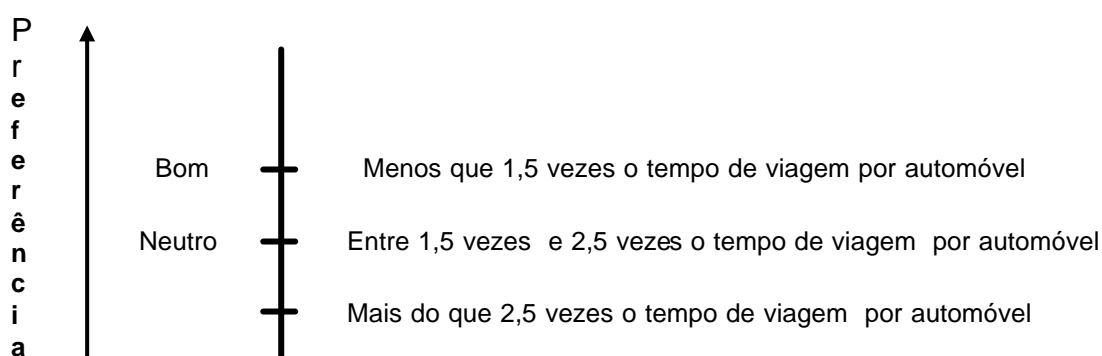 Preferência
Bom Menos que 1,5 vezes o tempo de viagem por automóvel
Neutro Entre 1,5 vezes e 2,5 vezes o tempo de viagem por automóvel
Mais do que 2,5 vezes o tempo de viagem por automóvel